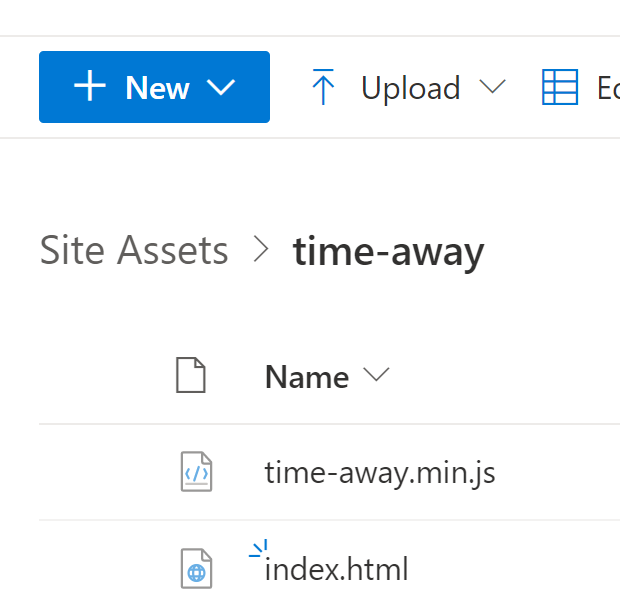 New Upload
Site Assets > time-away
Name
time-away.min.js
index.html